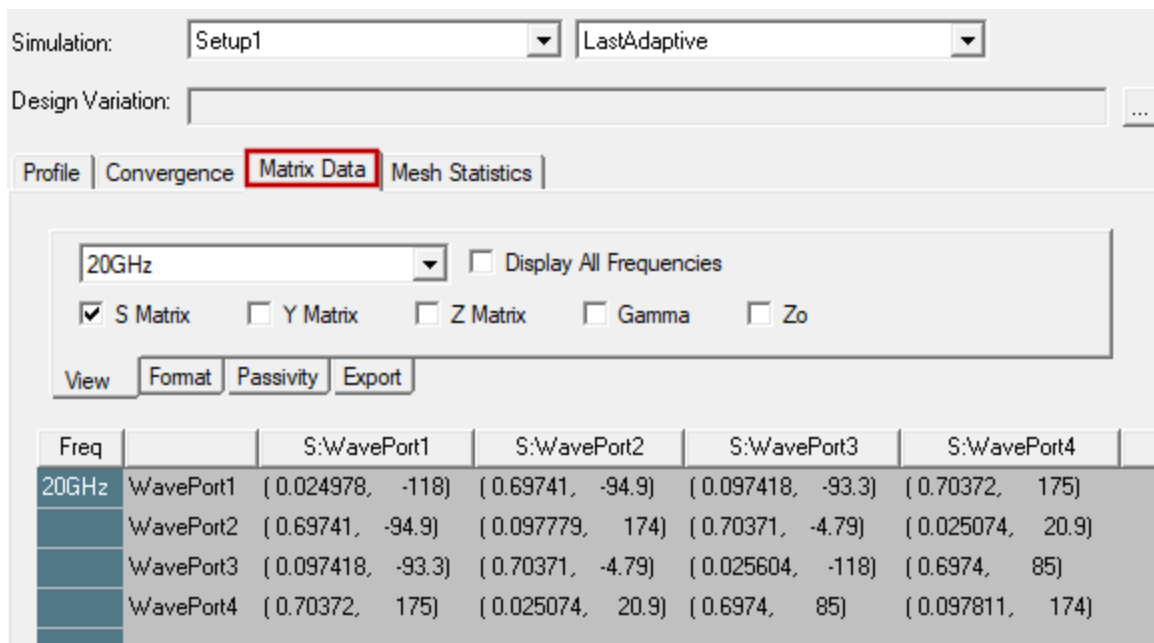 Simulation: Setup1 LastAdaptive
Design Variation: ...
Profile Convergence Matrix Data Mesh Statistics
20GHz Display All Frequencies
S Matrix Y Matrix Z Matrix Gamma Zo
View Format Passivity Export
Freq S:WavePort1 S:WavePort2 S:WavePort3 S:WavePort4
20GHz WavePort1 ( 0.024978, -118) ( 0.69741, -94.9) ( 0.097418, -93.3) ( 0.70372, 175)
WavePort2 ( 0.69741, -94.9) ( 0.097779, 174) ( 0.70371, -4.79) ( 0.025074, 20.9)
WavePort3 ( 0.097418, -93.3) ( 0.70371, -4.79) ( 0.025604, -118) ( 0.6974, 85)
WavePort4 ( 0.70372, 175) ( 0.025074, 20.9) ( 0.6974, 85) ( 0.097811, 174)